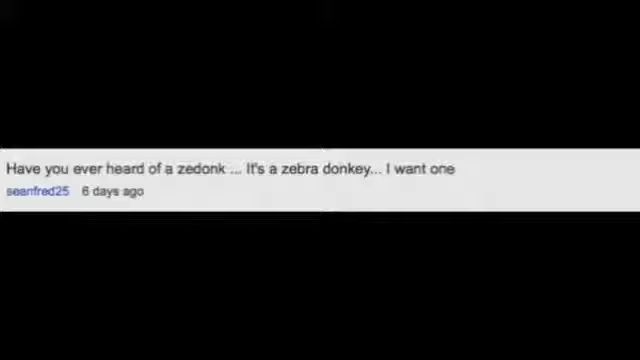 Have you ever heard of a zedonk ... It's a zebra donkey... I want one
seanfred25 6 days ago